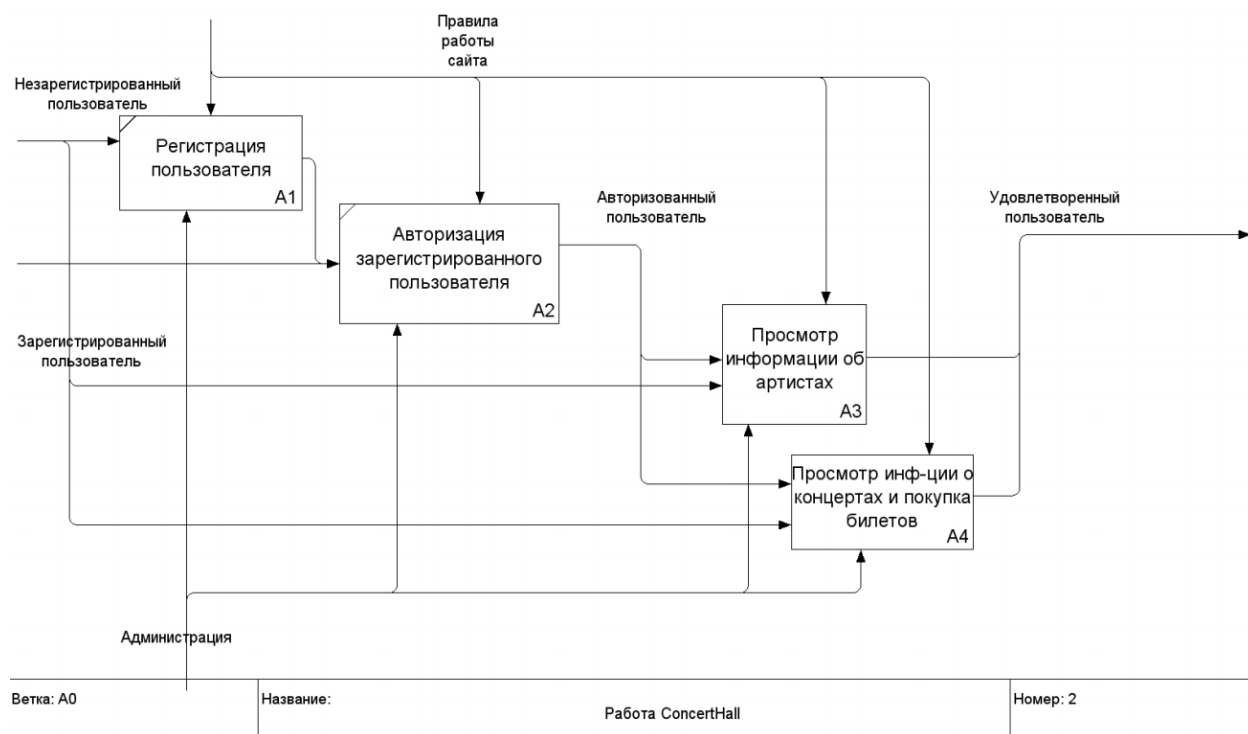 Правила
работы
сайта
Незарегистрированный
пользователь
Регистрация
пользователя
A1
Авторизация
зарегистрированного
пользователя
A2
Авторизованный
пользователь
Удовлетворенный
пользователь
Зарегистрированный
пользователь
Просмотр
информации об
артистах
A3
Просмотр инф-ции о
концертах и покупка
билетов
A4
Администрация
Ветка: A0
Название:
Работа ConcertHall
Номер: 2